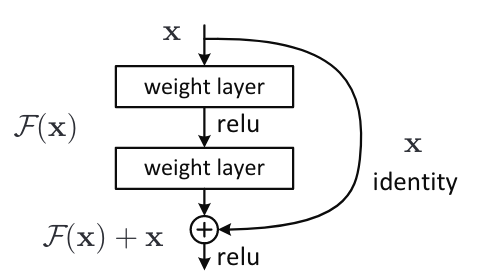 x
weight layer
relu
F(x)
x
weight layer
identity
F(x) + x
+
relu